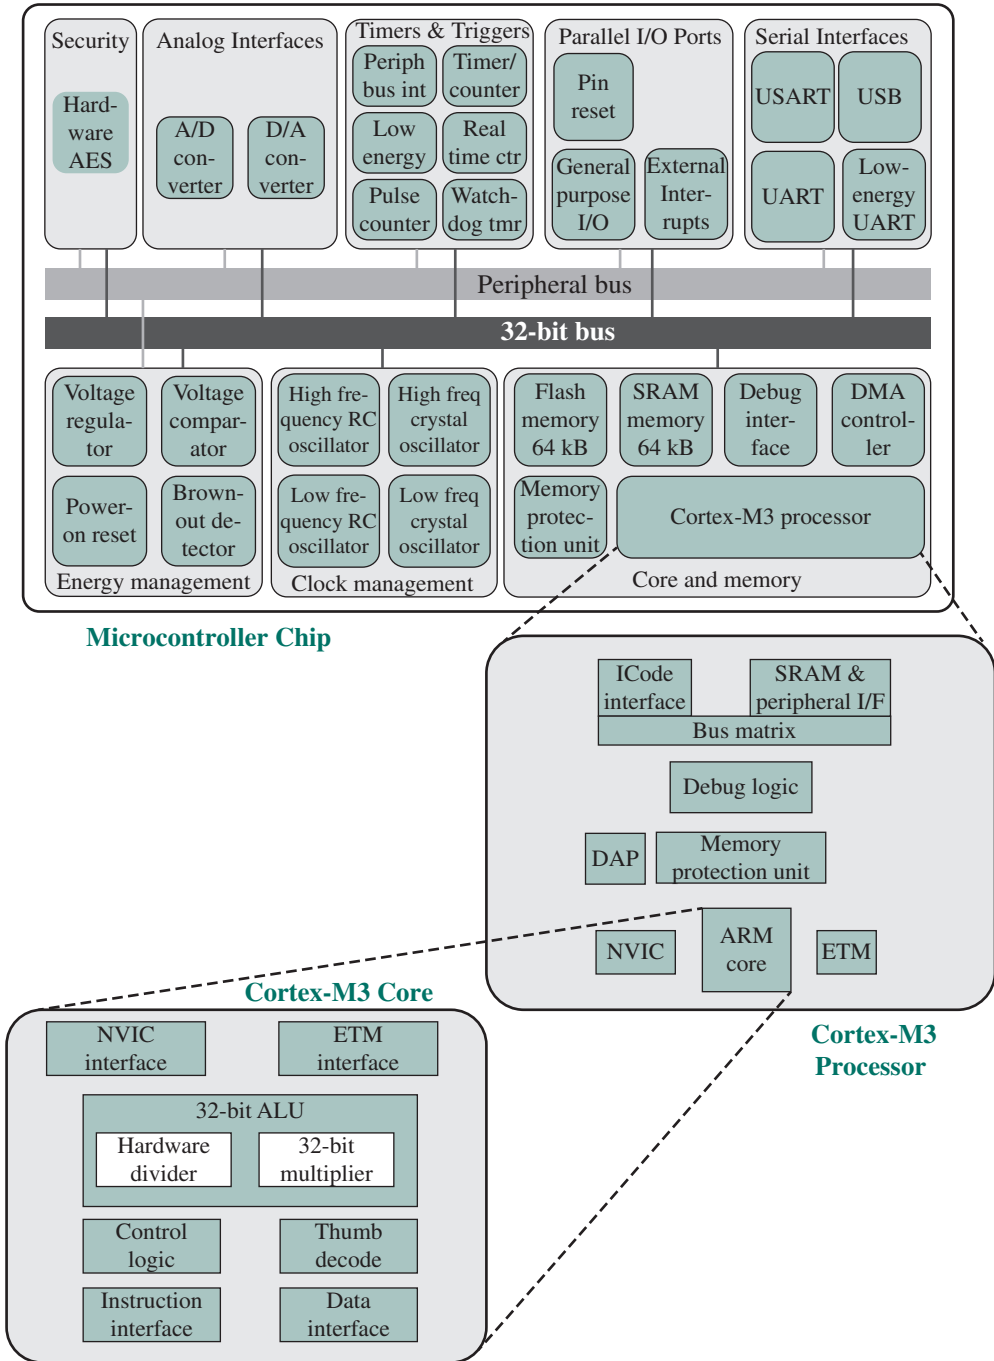 Security
Hard-
ware
AES
Analog Interfaces
A/D
con-
verter
D/A
con-
verter
Timers & Triggers
Periph
bus int
Timer/
counter
Low
energy
Real
time ctr
Pulse
counter
Watch-
dog tmr
Parallel I/O Ports
Pin
reset
General
purpose
I/O
External
Inter-
rupts
Serial Interfaces
USART
USB
UART
Low-
energy
UART
Peripheral bus
32-bit bus
Voltage
regula-
tor
Voltage
compar-
ator
Power-
on reset
Brown-
out de-
tector
Energy management
High fre-
quency RC
oscillator
High freq
crystal
oscillator
Low fre-
quency RC
oscillator
Low freq
crystal
oscillator
Clock management
Flash
memory
64 kB
SRAM
memory
64 kB
Debug
inter-
face
DMA
control-
ler
Memory
protec-
tion unit
Cortex-M3 processor
Core and memory
Microcontroller Chip
ICode
interface
SRAM &
peripheral I/F
Bus matrix
Debug logic
DAP
Memory
protection unit
NVIC
ARM
core
ETM
Cortex-M3
Processor
Cortex-M3 Core
NVIC
interface
ETM
interface
32-bit ALU
Hardware
divider
32-bit
multiplier
Control
logic
Thumb
decode
Instruction
interface
Data
interface